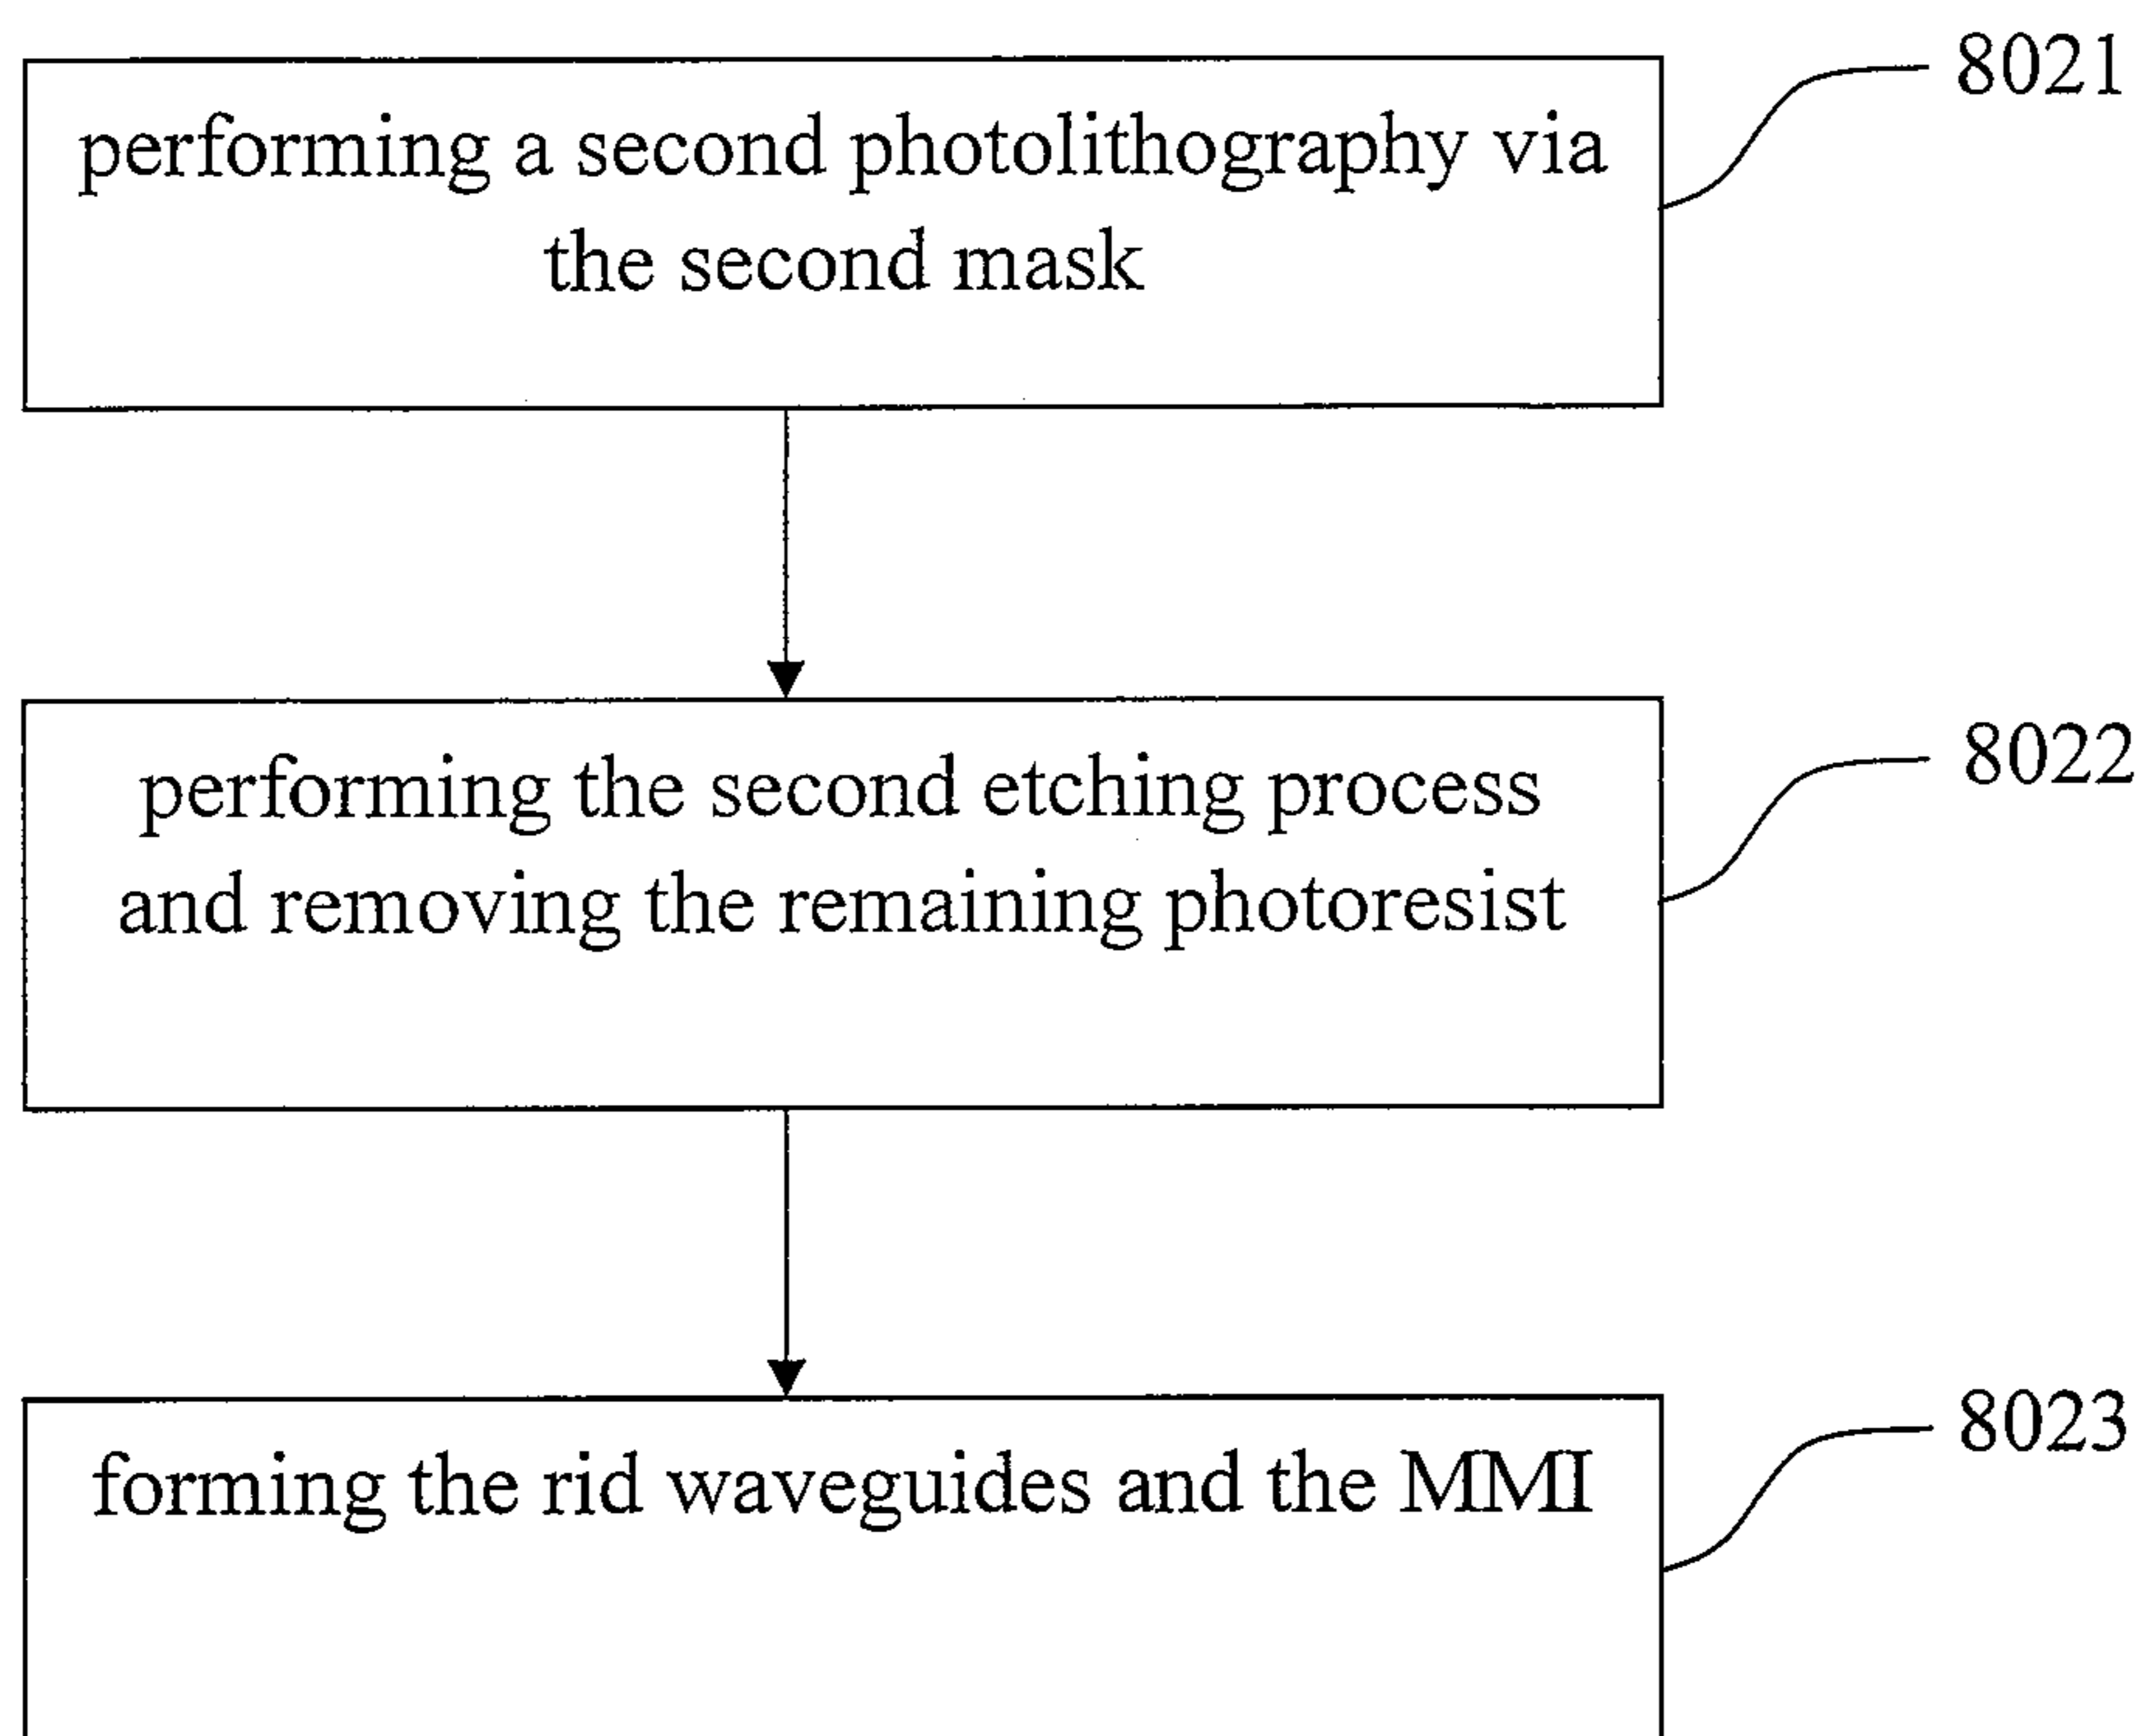 8021
performing a second photolithography via
the second mask
8022
performing the second etching process
and removing the remaining photoresist
8023
forming the rid waveguides and the MMI